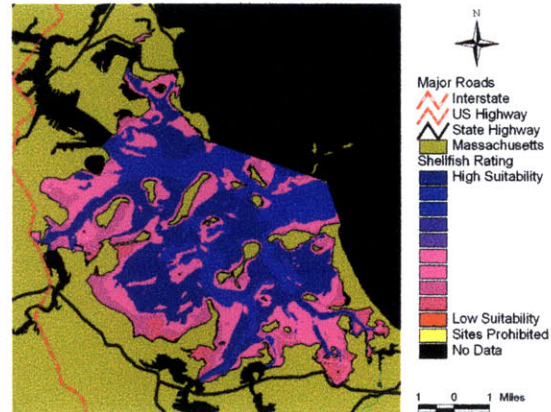 N
Major Roads
Interstate
US Highway
State Highway
Massachusetts
Shellfish Rating
High Suitability
Low Suitability
Sites Prohibited
No Data
1 0 1 Miles